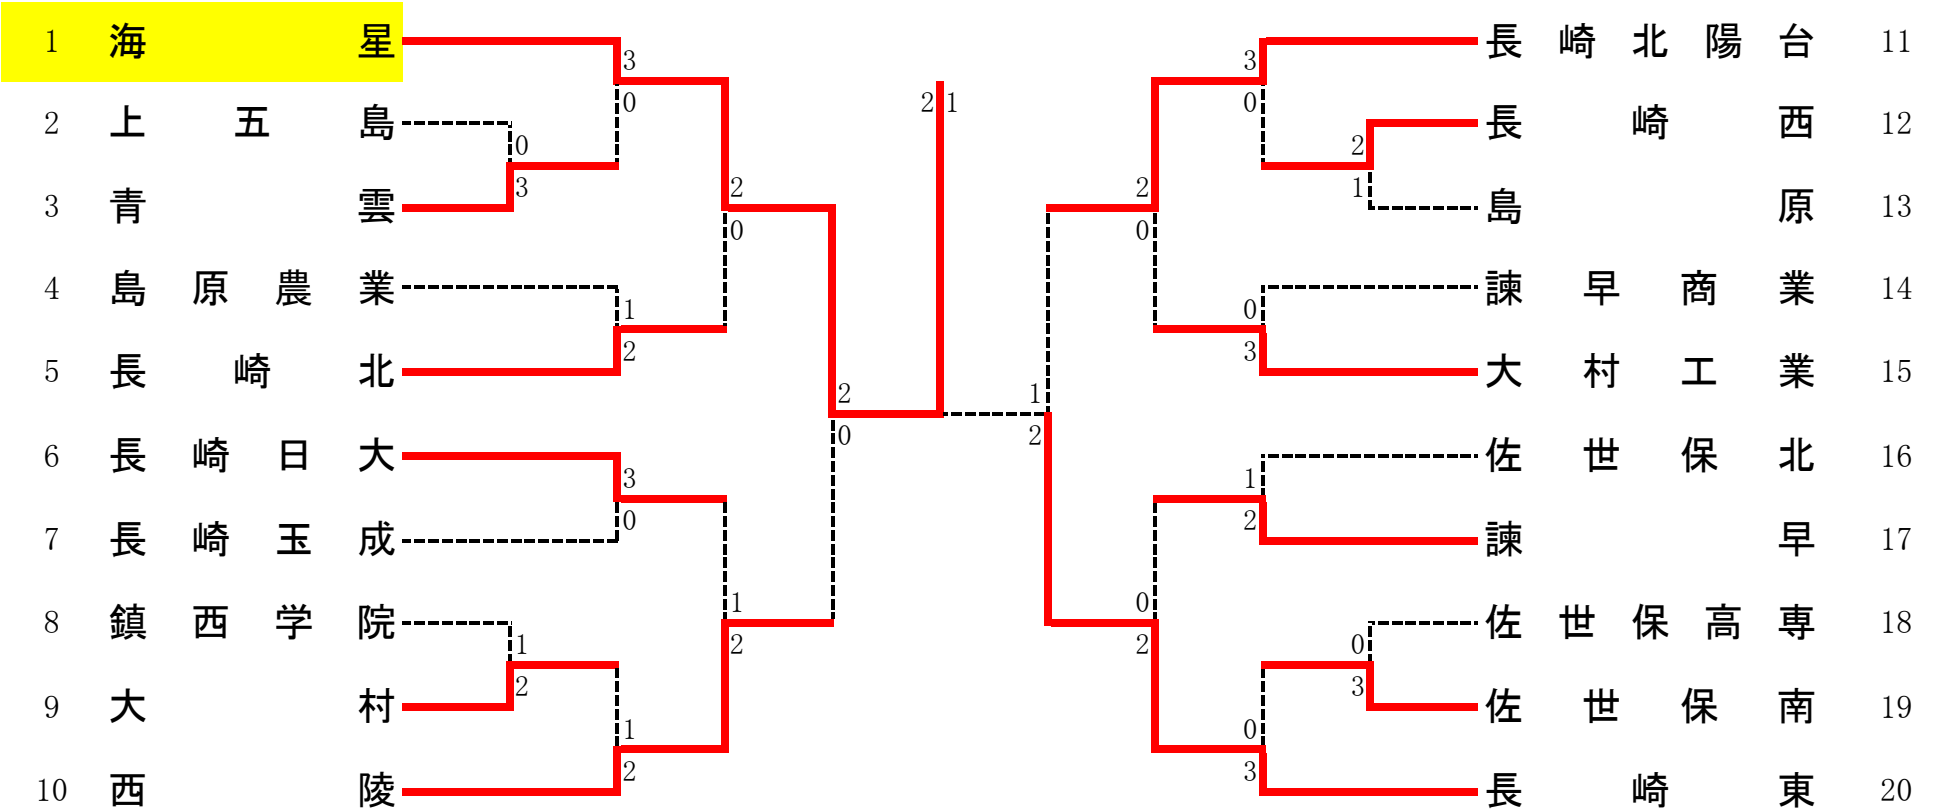 1 海星
2 上五島
3 青雲
4 島原農業
5 長崎北
6 長崎日大
7 長崎玉成
8 鎮西学院
9 大村
10 西陵
3
0
0
3
2
0
1
2
2
0
3
0
1
2
1
2
1
2
2 1
3
0
2
1
2
0
0
3
1
2
1
2
0
2
0
3
0
3
長崎北陽台 11
長崎西 12
島原 13
諫早商業 14
大村工業 15
佐世保北 16
諫早 17
佐世保高専 18
佐世保南 19
長崎東 20